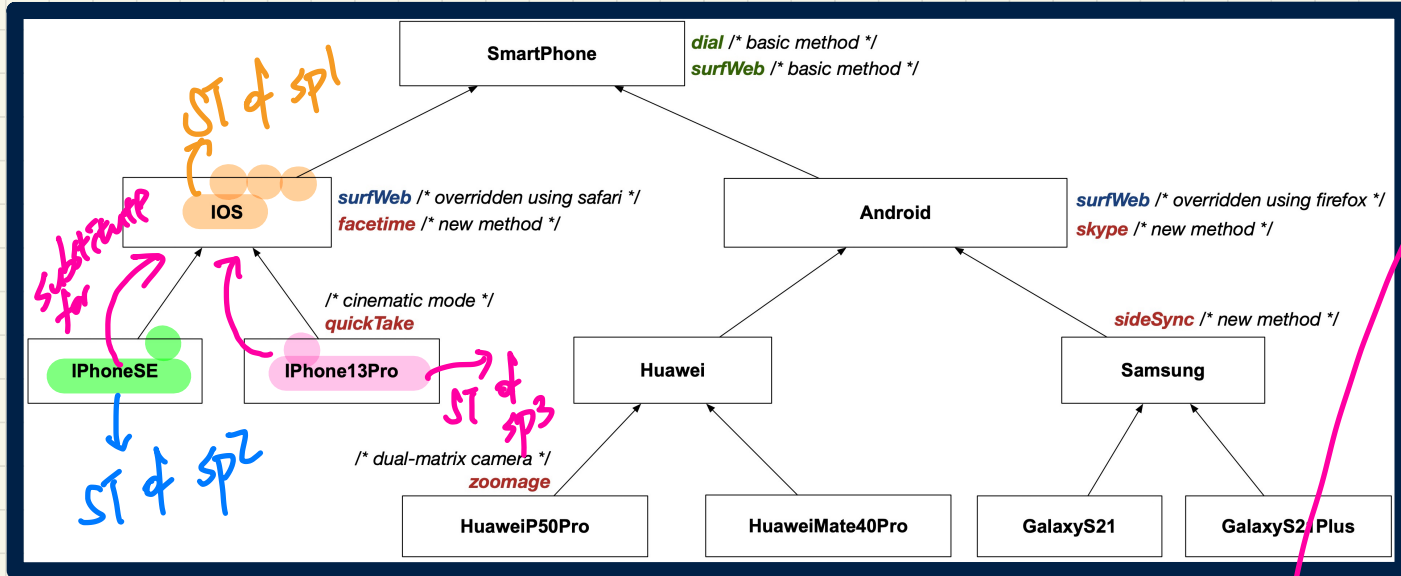 SmartPhone
dial /* basic method */
surfWeb /* basic method */
ST of sp1
IOS
surfWeb /* overridden using safari */
facetime /* new method */
Android
surfWeb /* overridden using firefox */
skype /* new method */
substitute
for
/* cinematic mode */
quickTake
sideSync /* new method */
IPhoneSE
IPhone13Pro
ST of
sp3
Huawei
Samsung
ST of sp2
/* dual-matrix camera */
zoomage
HuaweiP50Pro
HuaweiMate40Pro
GalaxyS21
GalaxyS21Plus